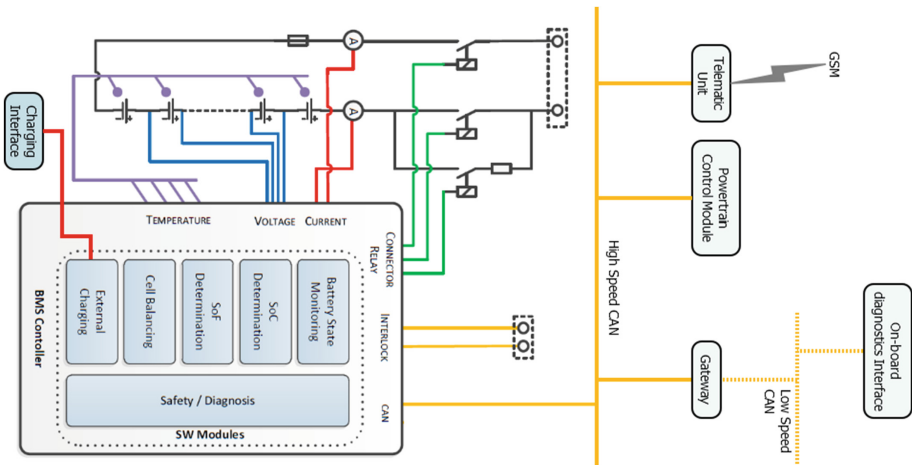 GSM
Telematic
Unit
Charging
Interface
Powertrain
Control Module
TEMPERATURE
VOLTAGE
CURRENT
CONNECTOR
RELAY
High Speed CAN
On-board
diagnostics Interface
BMS Contoller
External
Charging
Cell Balancing
SoF
Determination
SoC
Determination
Battery State
Monitoring
INTERLOCK
Gateway
Low Speed
CAN
Safety / Diagnosis
CAN
SW Modules
A
A